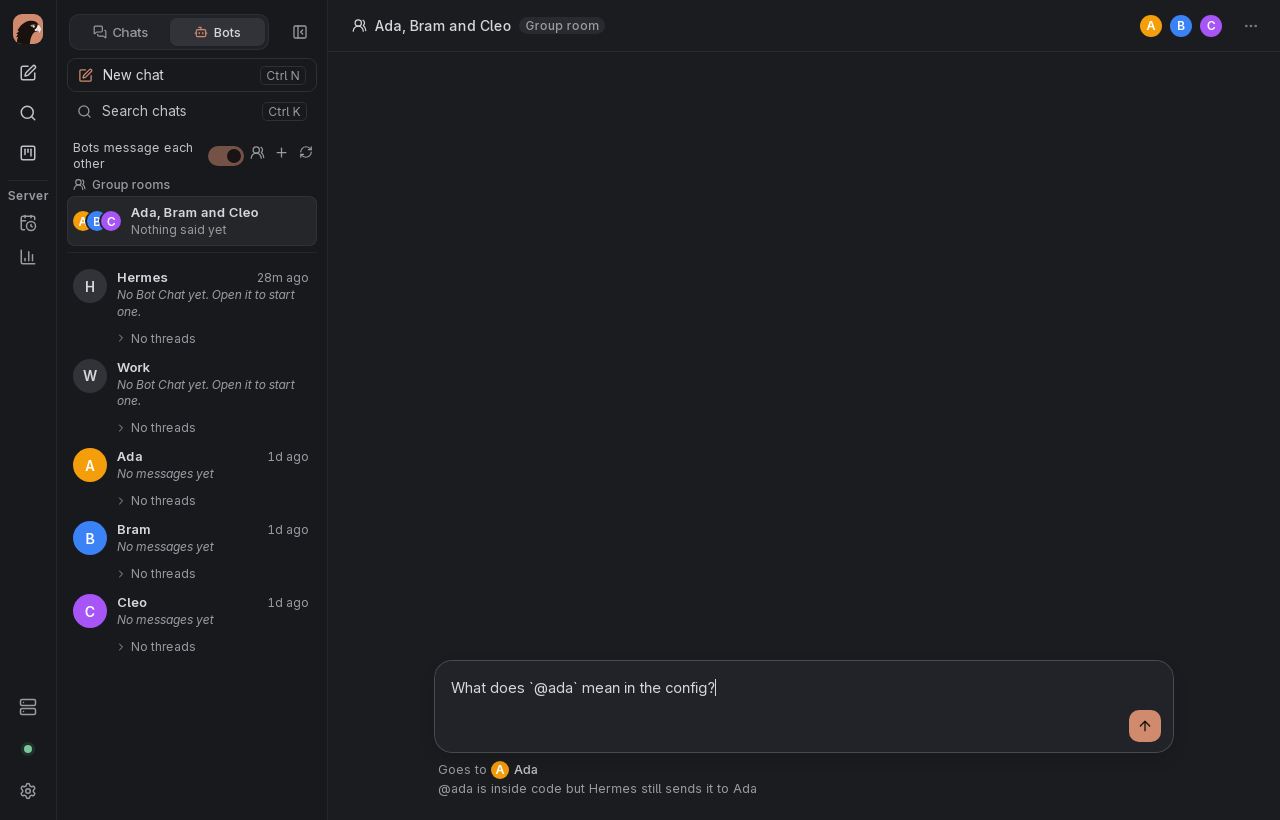 Chats
Bots
New chat
Ctrl N
Search chats
Ctrl K
Bots message each
other
Server
Group rooms
A B C
Ada, Bram and Cleo
Nothing said yet
H
Hermes
28m ago
No Bot Chat yet. Open it to start
one.
No threads
W
Work
No Bot Chat yet. Open it to start
one.
No threads
A
Ada
1d ago
No messages yet
No threads
B
Bram
1d ago
No messages yet
No threads
C
Cleo
1d ago
No messages yet
No threads
Ada, Bram and Cleo
Group room
A B C
What does `@ada` mean in the config?
Goes to A Ada
@ada is inside code but Hermes still sends it to Ada